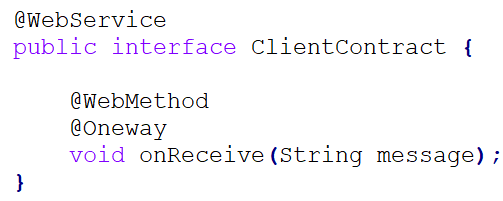 @WebService
public interface ClientContract {
@WebMethod
@Oneway
void onReceive(String message);
}